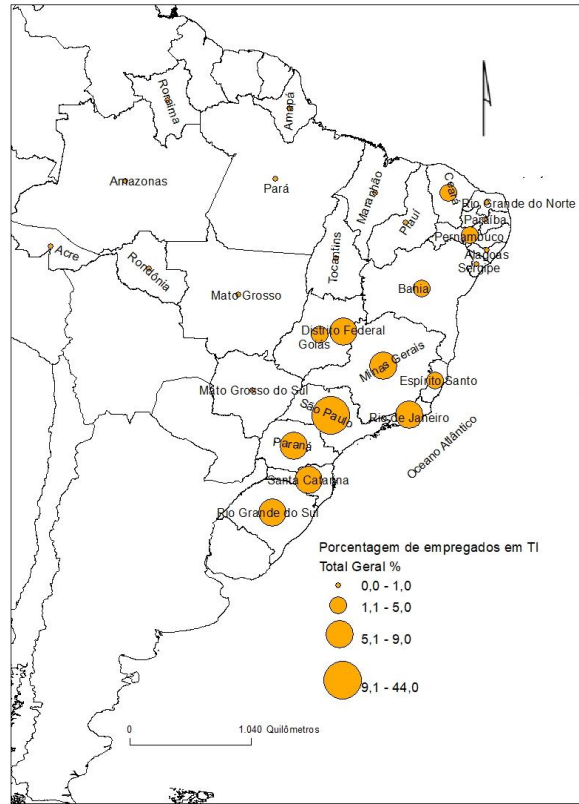 Roraima
Amapá
Amazonas
Pará
Maranhão
Ceará
Rio Grande do Norte
Piauí
Paraíba
Pernambuco
Alagoas
Sergipe
Acre
Rondônia
Tocantins
Mato Grosso
Bahia
Distrito Federal
Goiás
Minas Gerais
Espírito Santo
Mato Grosso do Sul
São Paulo
Rio de Janeiro
Paraná
Oceano Atlântico
Santa Catarina
Rio Grande do Sul
Porcentagem de empregados em TI
Total Geral %
0,0 - 1,0
1,1 - 5,0
5,1 - 9,0
9,1 - 44,0
0 1.040 Quilômetros